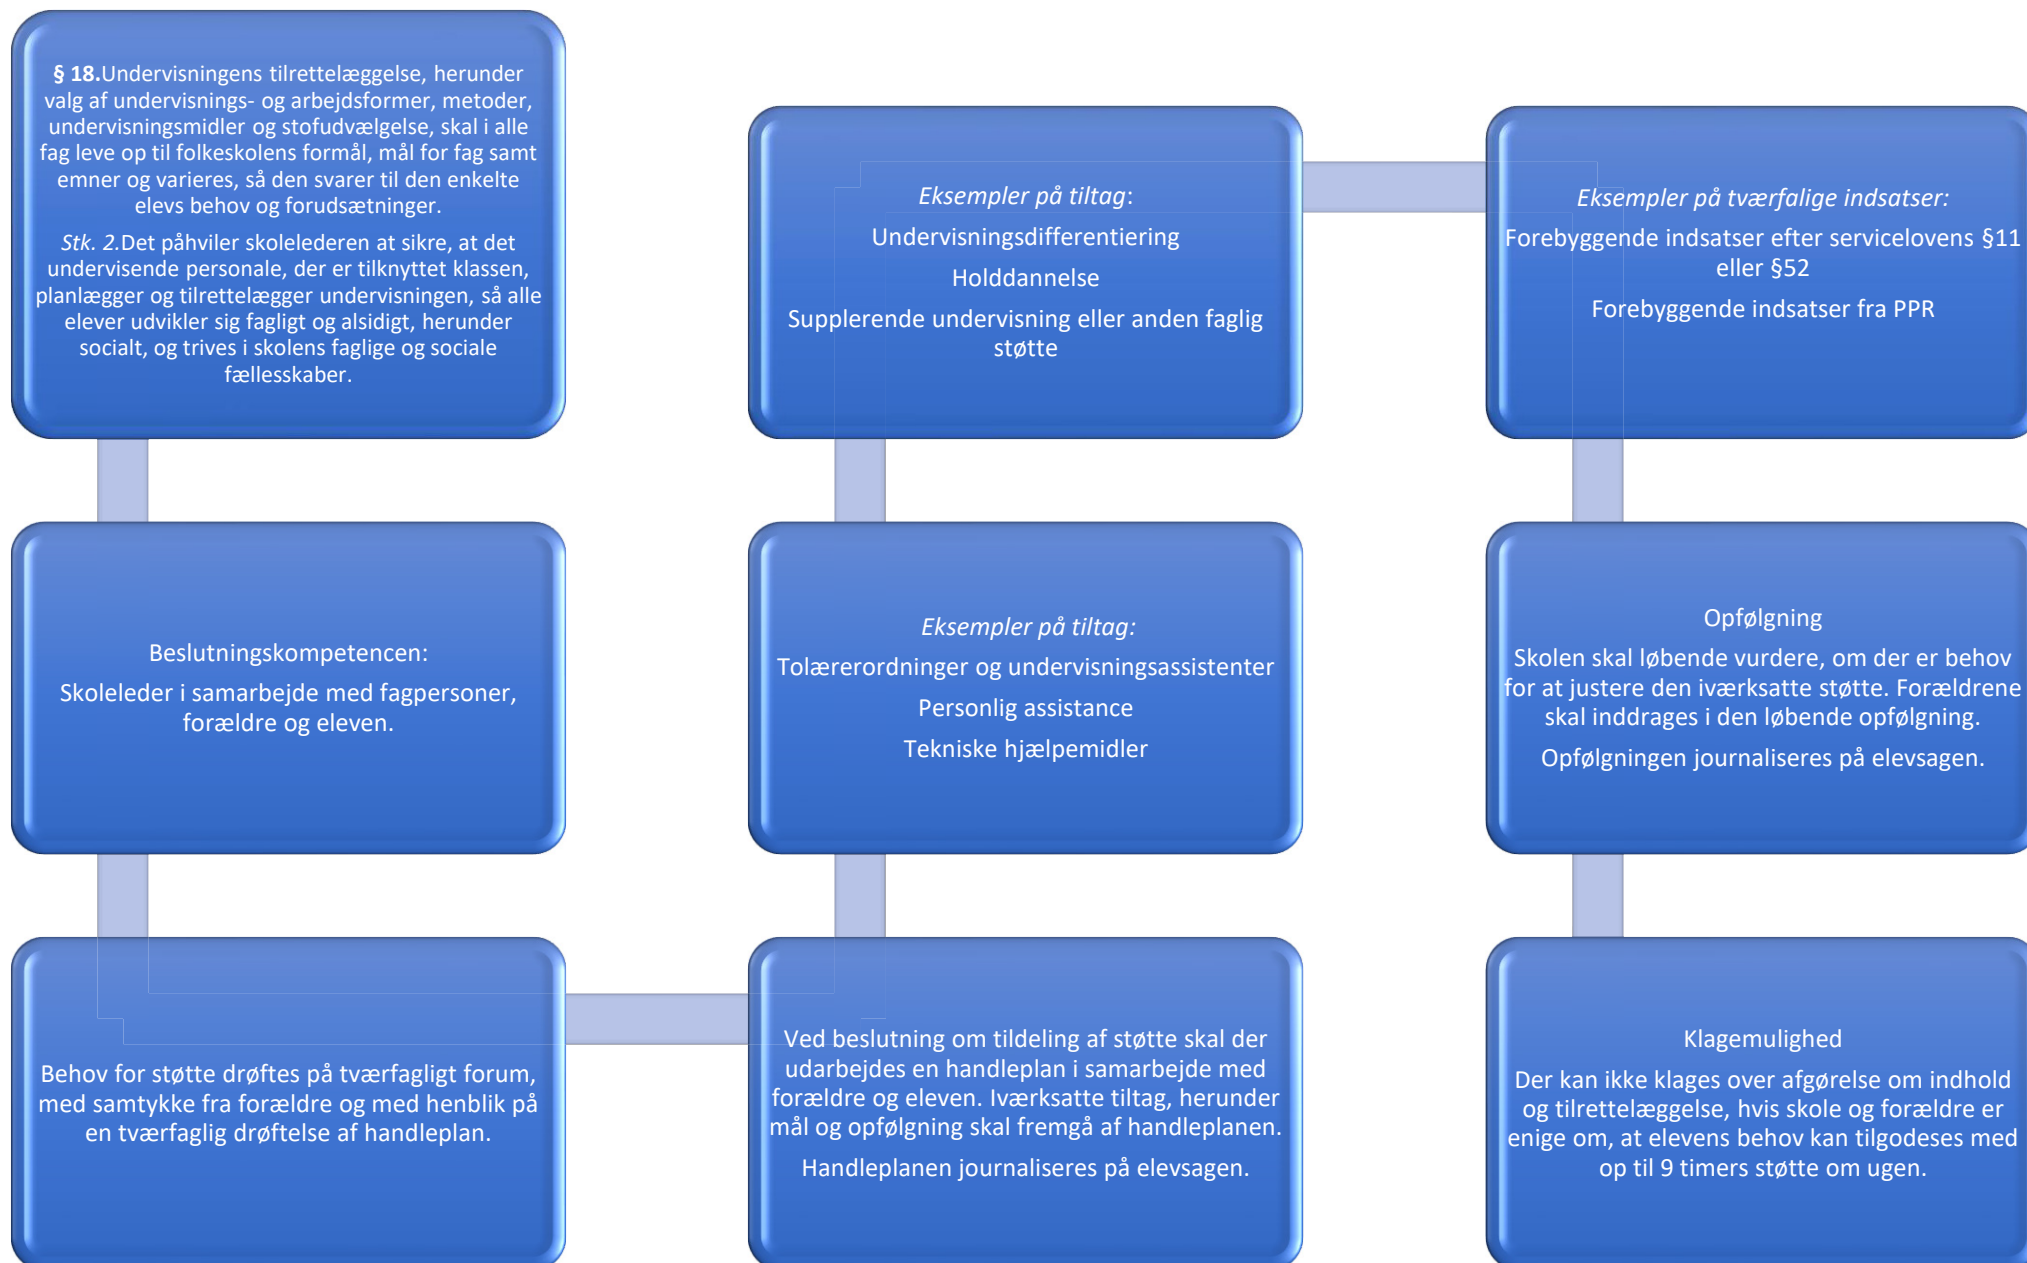 § 18.Undervisningens tilrettelæggelse, herunder
valg af undervisnings- og arbejdsformer, metoder,
undervisningsmidler og stofudvælgelse, skal i alle
fag leve op til folkeskolens formål, mål for fag samt
emner og varieres, så den svarer til den enkelte
elevs behov og forudsætninger.
Stk. 2.Det påhviler skolelederen at sikre, at det
undervisende personale, der er tilknyttet klassen,
planlægger og tilrettelægger undervisningen, så alle
elever udvikler sig fagligt og alsidigt, herunder
socialt, og trives i skolens faglige og sociale
fællesskaber.
Beslutningskompetencen:
Skoleleder i samarbejde med fagpersoner,
forældre og eleven.
Behov for støtte drøftes på tværfagligt forum,
med samtykke fra forældre og med henblik på
en tværfaglig drøftelse af handleplan.
Ved beslutning om tildeling af støtte skal der
udarbejdes en handleplan i samarbejde med
forældre og eleven. Iværksatte tiltag, herunder
mål og opfølgning skal fremgå af handleplanen.
Handleplanen journaliseres på elevsagen.
Eksempler på tiltag:
Tolærerordninger og undervisningsassistenter
Personlig assistance
Tekniske hjælpemidler
Eksempler på tiltag:
Undervisningsdifferentiering
Holddannelse
Supplerende undervisning eller anden faglig
støtte
Eksempler på tværfalige indsatser:
Forebyggende indsatser efter servicelovens §11
eller §52
Forebyggende indsatser fra PPR
Opfølgning
Skolen skal løbende vurdere, om der er behov
for at justere den iværksatte støtte. Forældrene
skal inddrages i den løbende opfølgning.
Opfølgningen journaliseres på elevsagen.
Klagemulighed
Der kan ikke klages over afgørelse om indhold
og tilrettelæggelse, hvis skole og forældre er
enige om, at elevens behov kan tilgodeses med
op til 9 timers støtte om ugen.